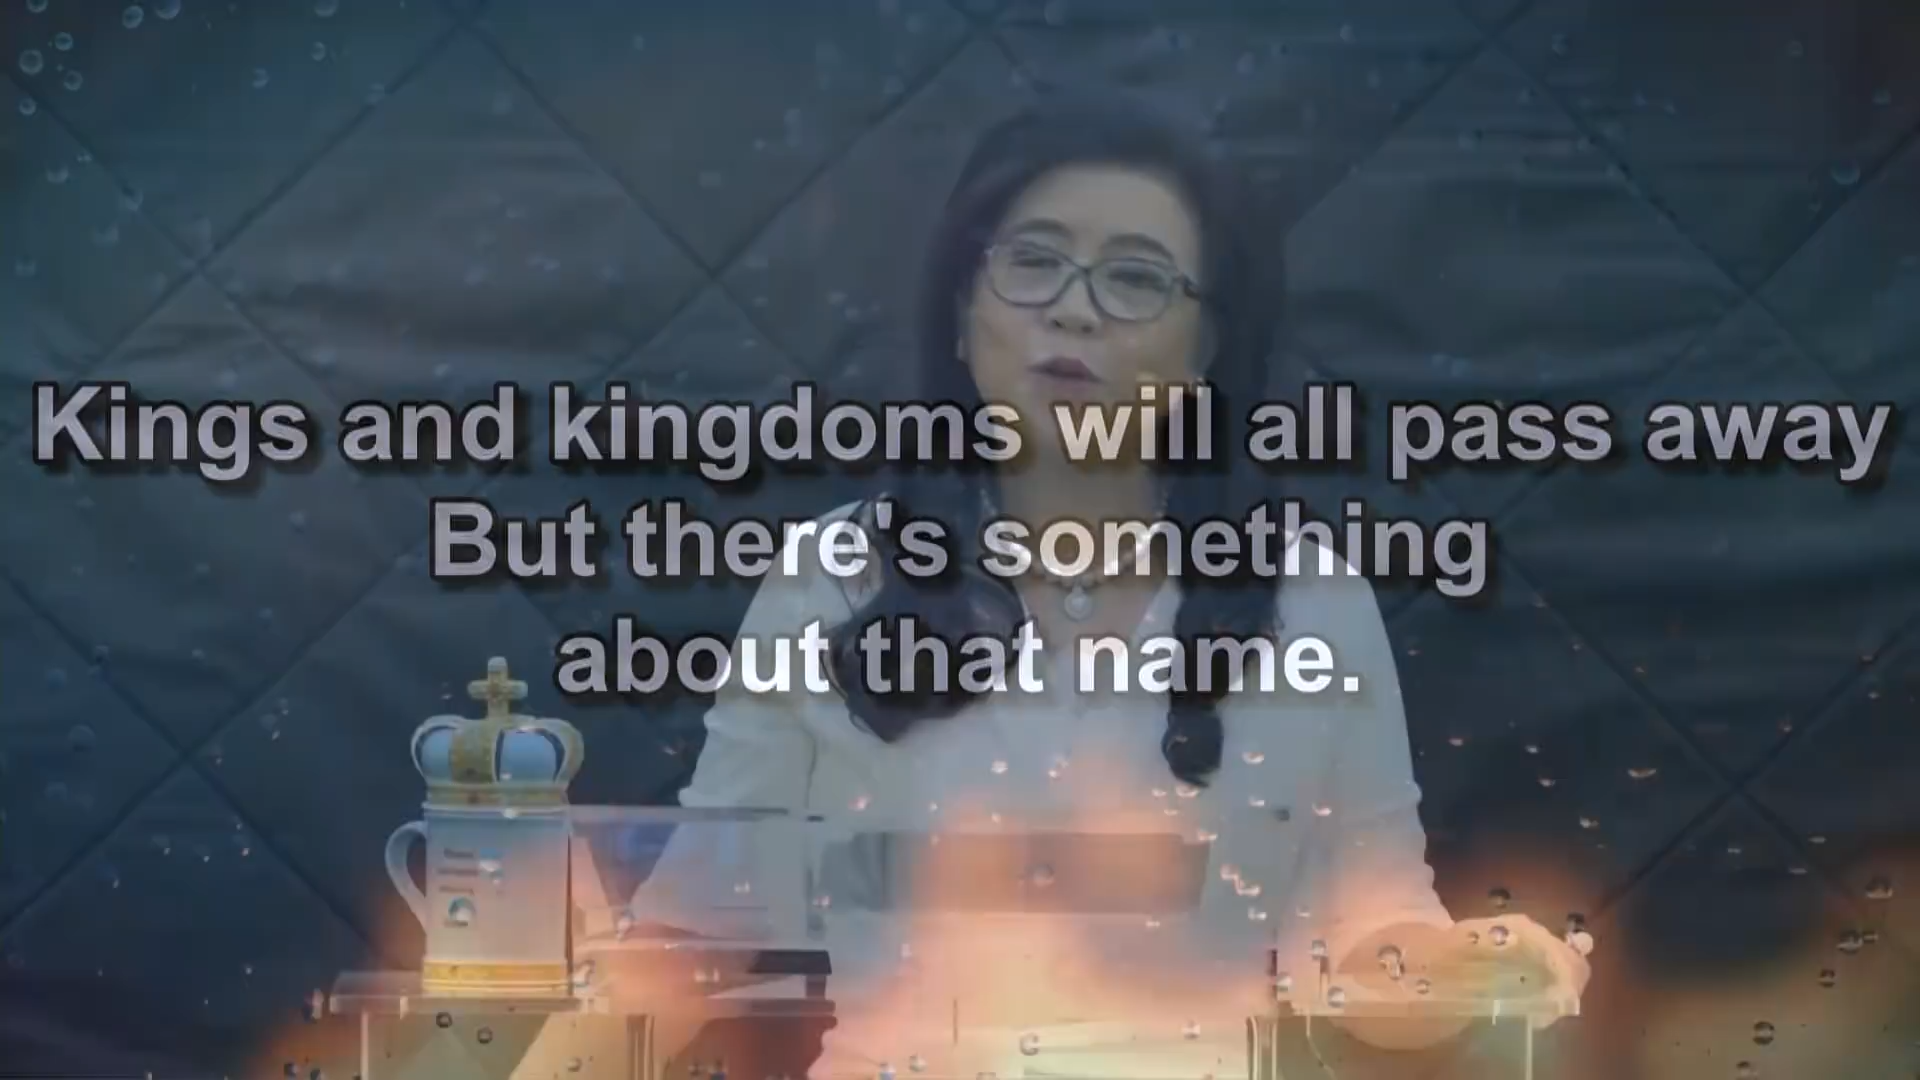 Kings and kingdoms will all pass away
But there's something
about that name.